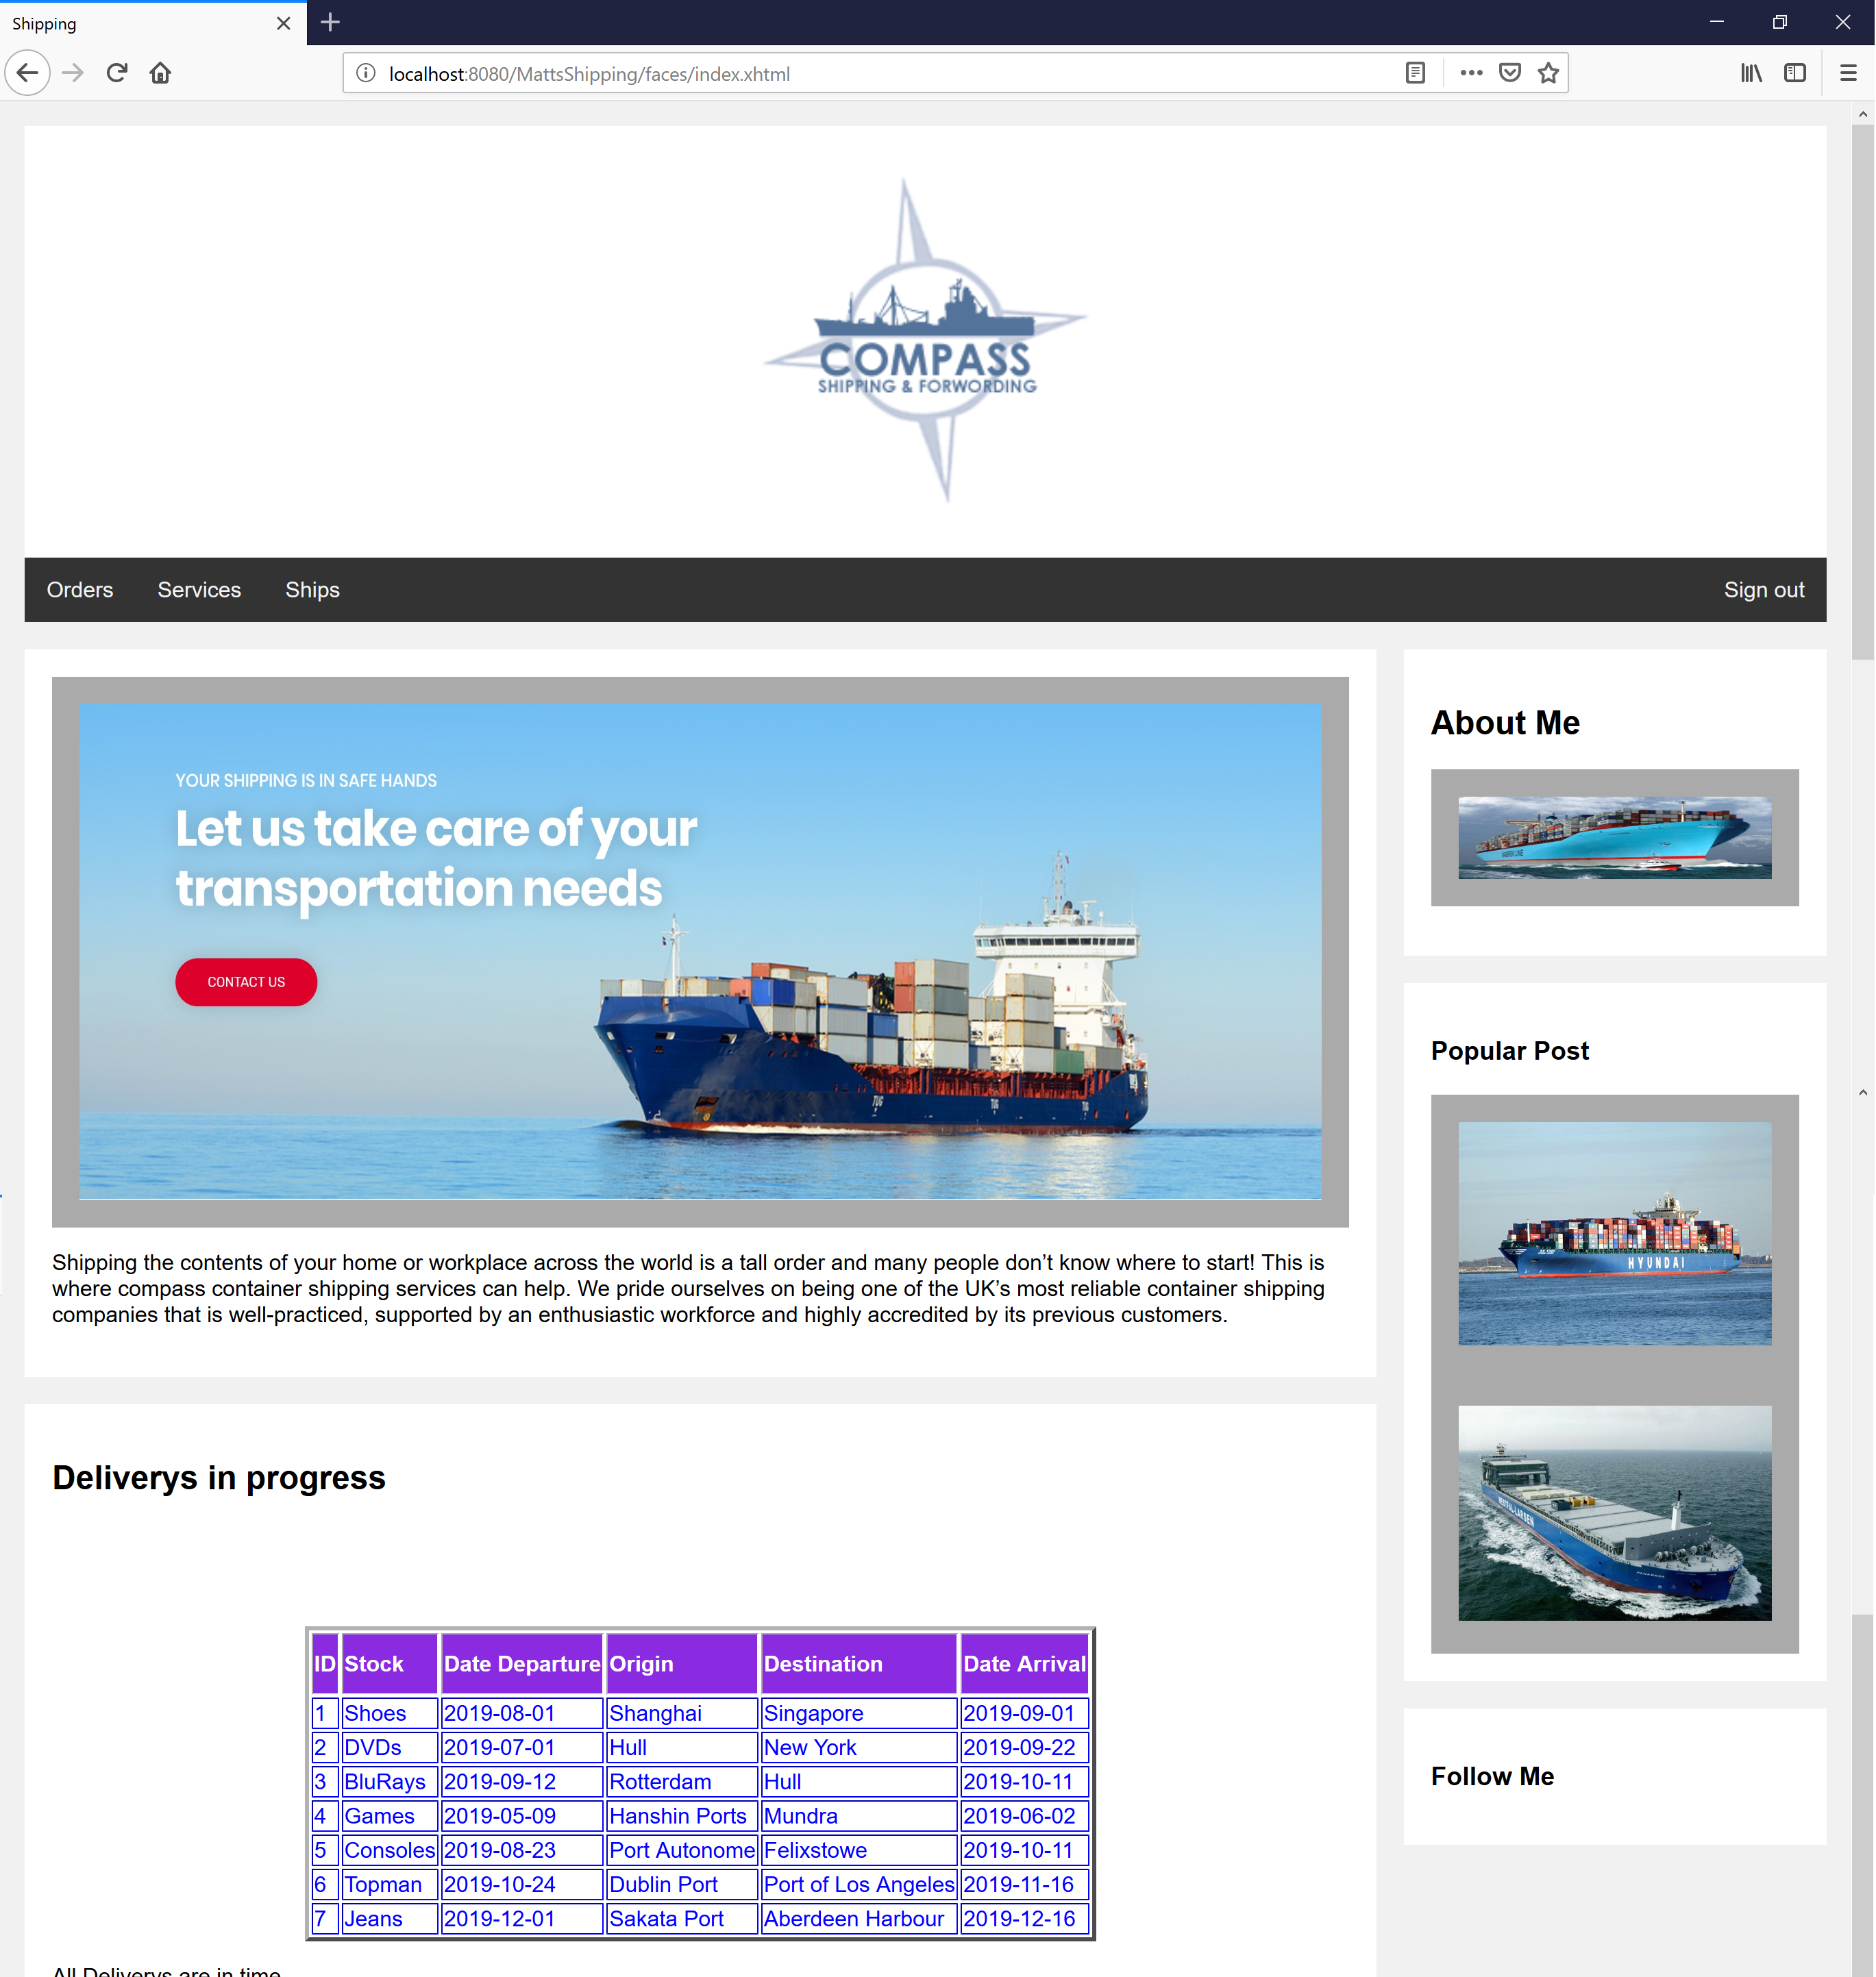 Shipping
localhost:8080/MattsShipping/faces/index.xhtml
COMPASS
SHIPPING & FORWORDING
Orders
Services
Ships
Sign out
YOUR SHIPPING IS IN SAFE HANDS
Let us take care of your
transportation needs
CONTACT US
TUG
TUG
TUG
Shipping the contents of your home or workplace across the world is a tall order and many people don’t know where to start! This is
where compass container shipping services can help. We pride ourselves on being one of the UK’s most reliable container shipping
companies that is well-practiced, supported by an enthusiastic workforce and highly accredited by its previous customers.
Deliverys in progress
ID Stock Date Departure Origin Destination Date Arrival
1 Shoes 2019-08-01 Shanghai Singapore 2019-09-01
2 DVDs 2019-07-01 Hull New York 2019-09-22
3 BluRays 2019-09-12 Rotterdam Hull 2019-10-11
4 Games 2019-05-09 Hanshin Ports Mundra 2019-06-02
5 Consoles 2019-08-23 Port Autonome Felixstowe 2019-10-11
6 Topman 2019-10-24 Dublin Port Port of Los Angeles 2019-11-16
7 Jeans 2019-12-01 Sakata Port Aberdeen Harbour 2019-12-16
All Deliverys are in time
About Me
MAERSK LINE
Popular Post
HYUNDAI
Follow Me